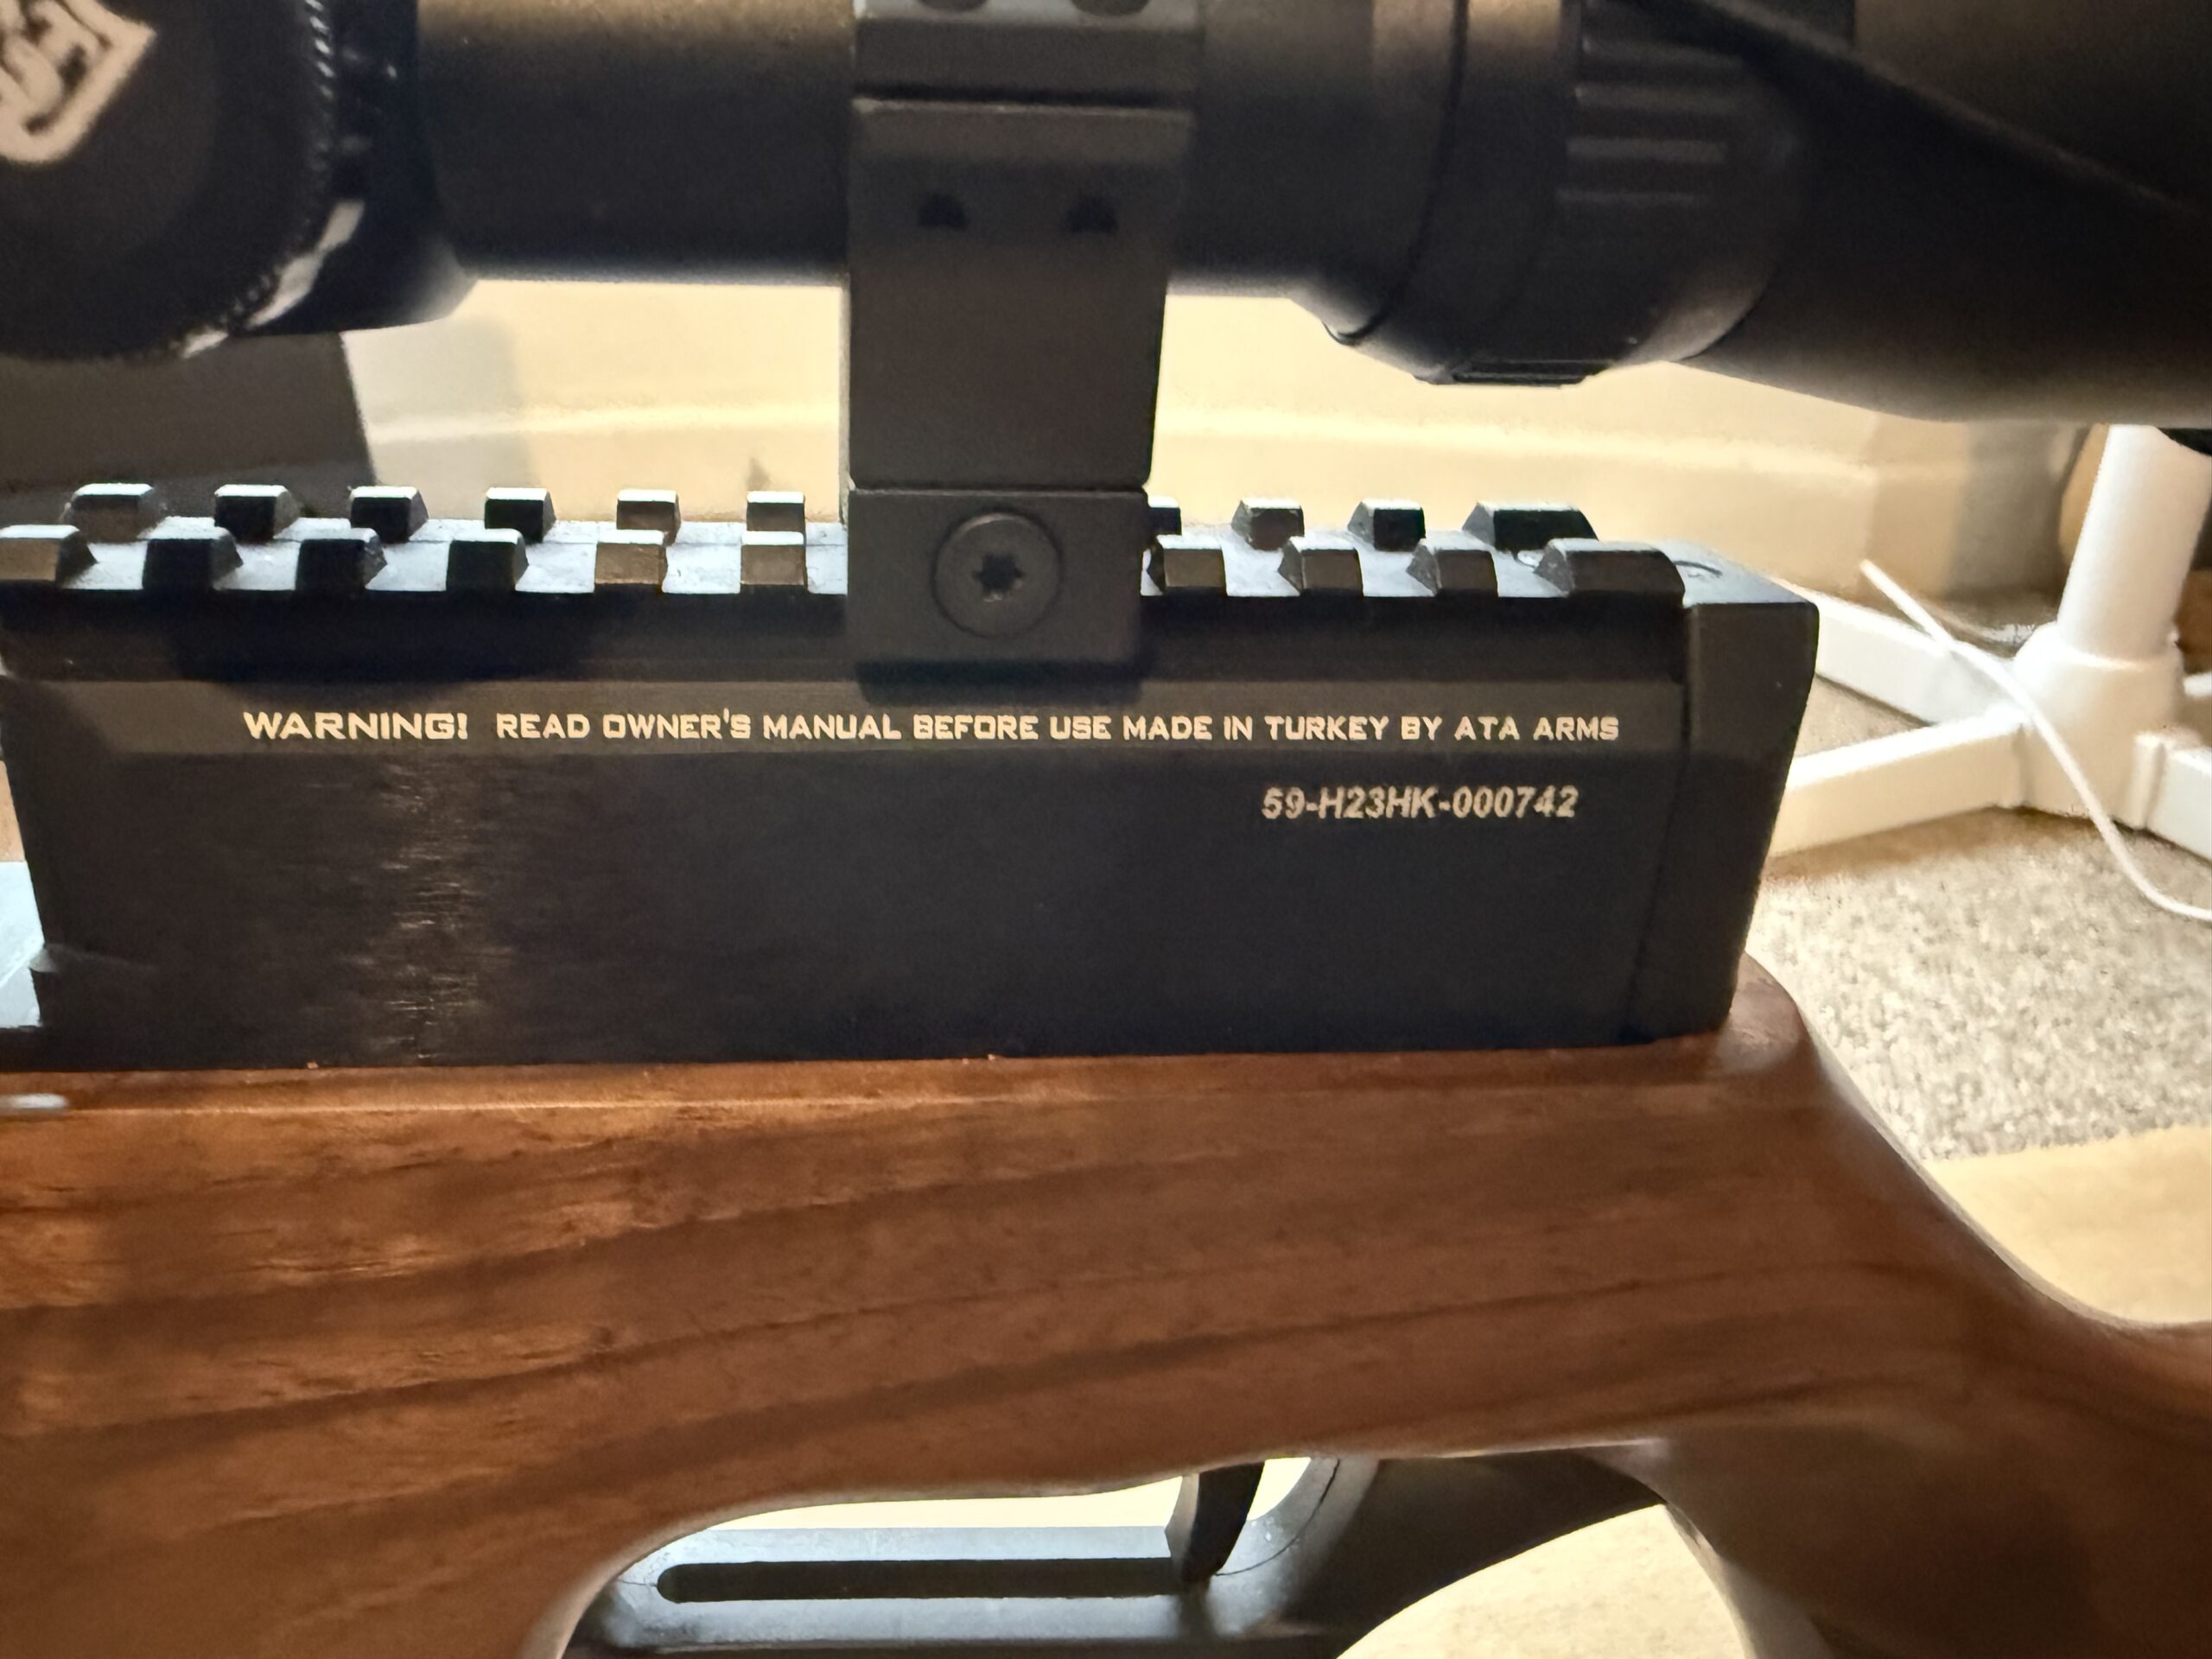 WARNING! READ OWNER'S MANUAL BEFORE USE MADE IN TURKEY BY ATA ARMS
59-H23HK-000742